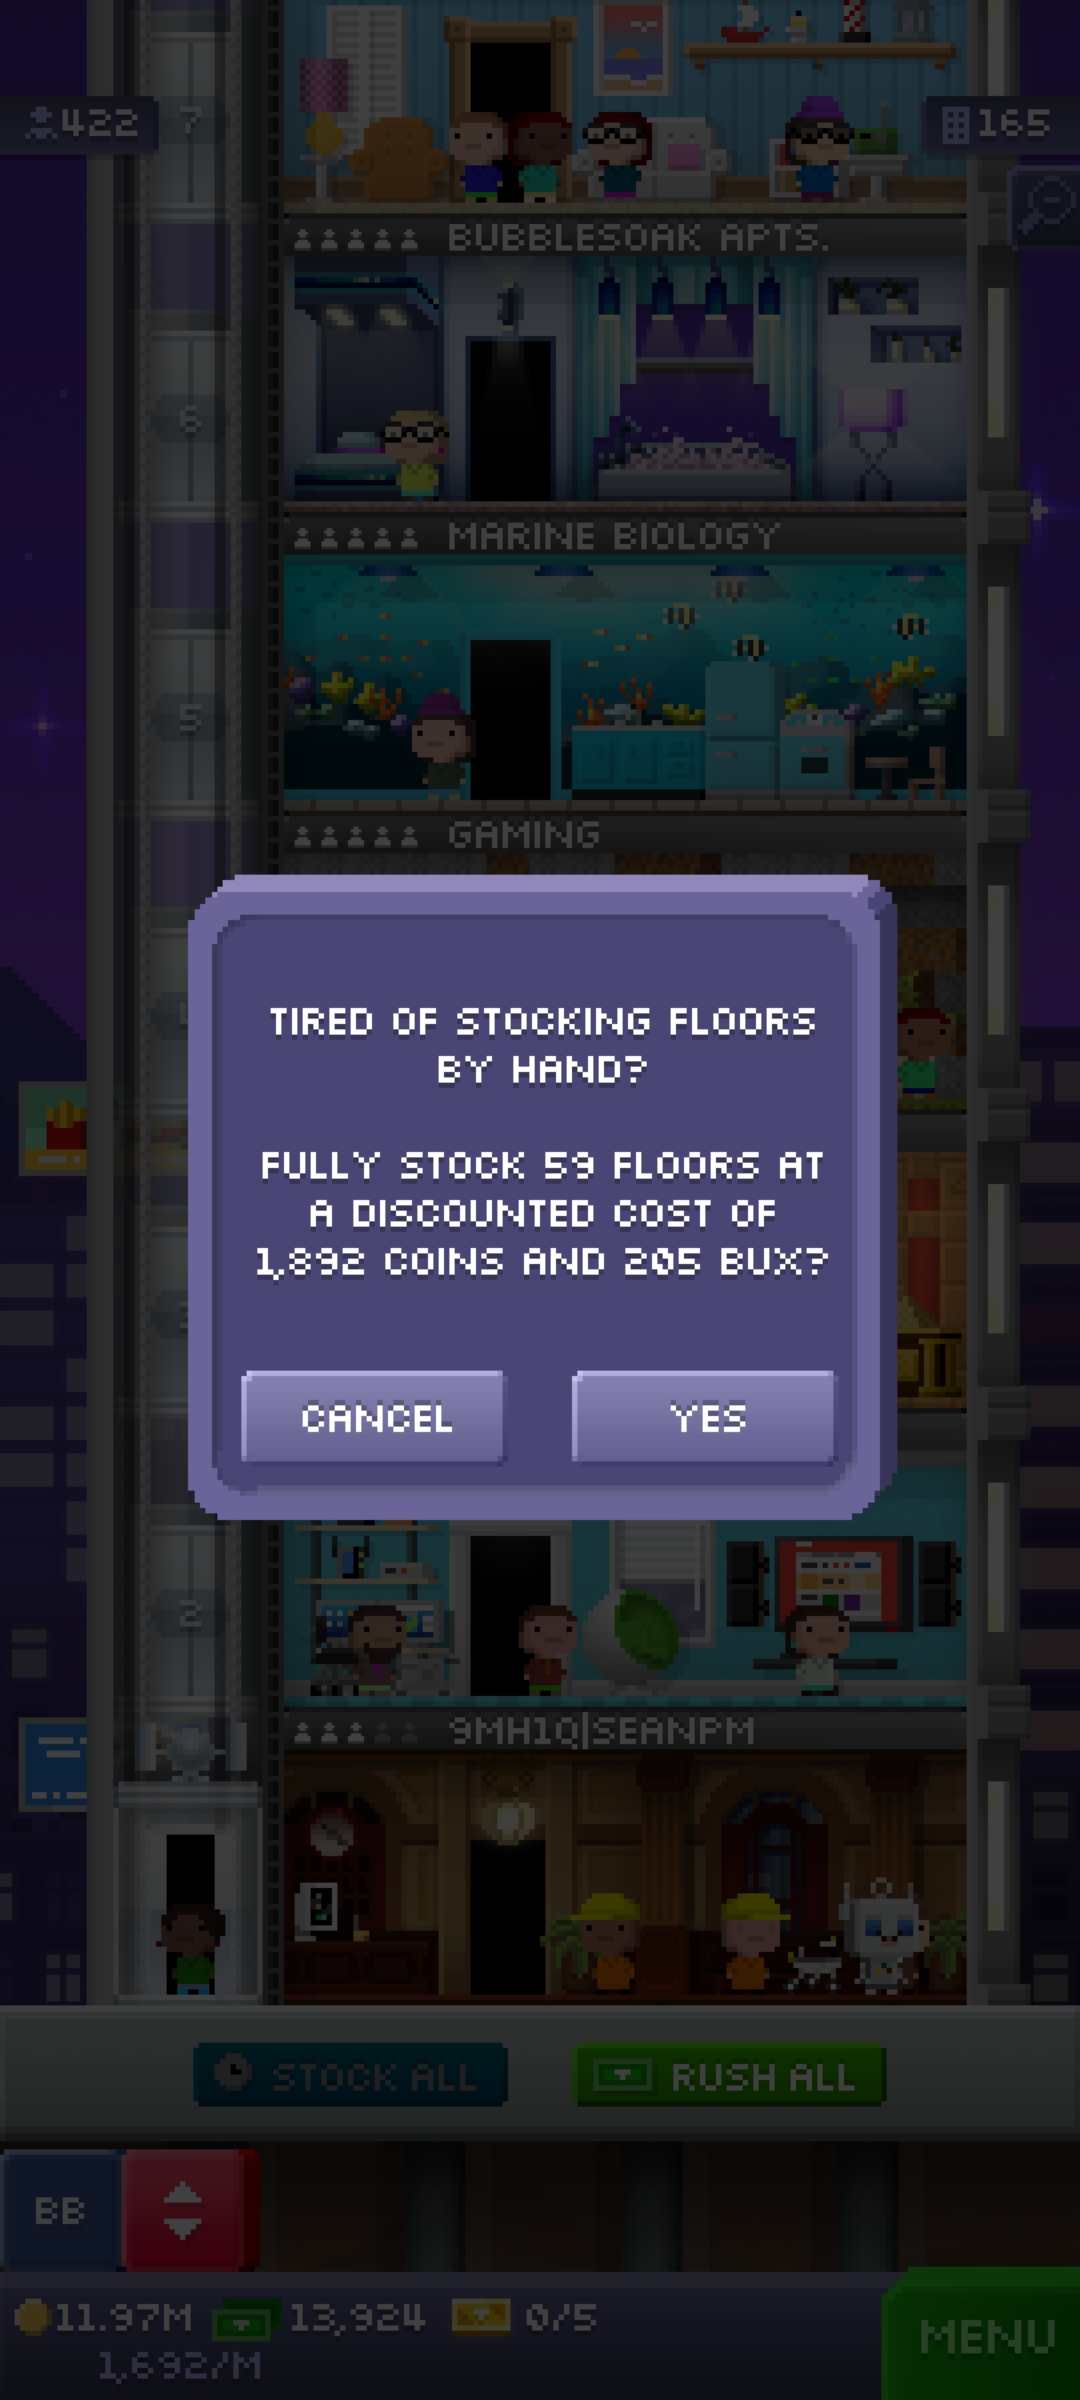 422
7
165
BUBBLESOAK APTS.
6
MARINE BIOLOGY
5
GAMING
TIRED OF STOCKING FLOORS
BY HAND?
FULLY STOCK 59 FLOORS AT
A DISCOUNTED COST OF
1,892 COINS AND 205 BUX?
CANCEL
YES
2
9MH1Q|SEANPM
STOCK ALL
RUSH ALL
BB
11.97M
13,924
0/5
MENU
1,692/M